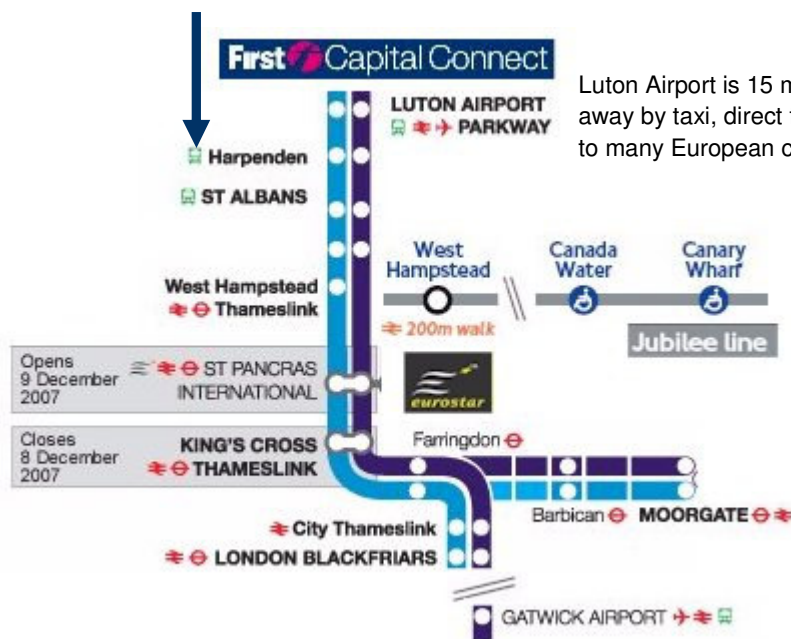 First Capital Connect
LUTON AIRPORT
PARKWAY
Luton Airport is 15 m
away by taxi, direct
to many European
Harpenden
ST ALBANS
West Hampstead
Thameslink
West
Hampstead
200m walk
Canada
Water
Canary
Wharf
Jubilee line
Opens
9 December
2007
ST PANCRAS
INTERNATIONAL
eurostar
Closes
8 December
2007
KING'S CROSS
THAMESLINK
Farringdon
Barbican
MOORGATE
City Thameslink
LONDON BLACKFRIARS
GATWICK AIRPORT